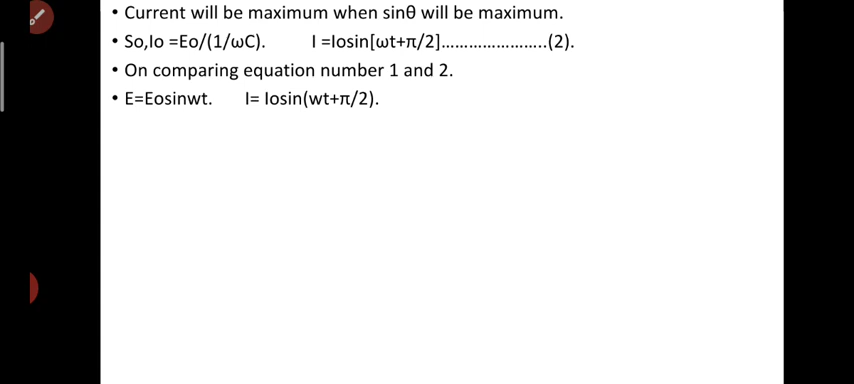 • Current will be maximum when sinθ will be maximum.
• So,Io =Eo/(1/ωC). I =Iosin[ωt+π/2].......................(2).
• On comparing equation number 1 and 2.
• E=Eosinwt. I= Iosin(wt+π/2).